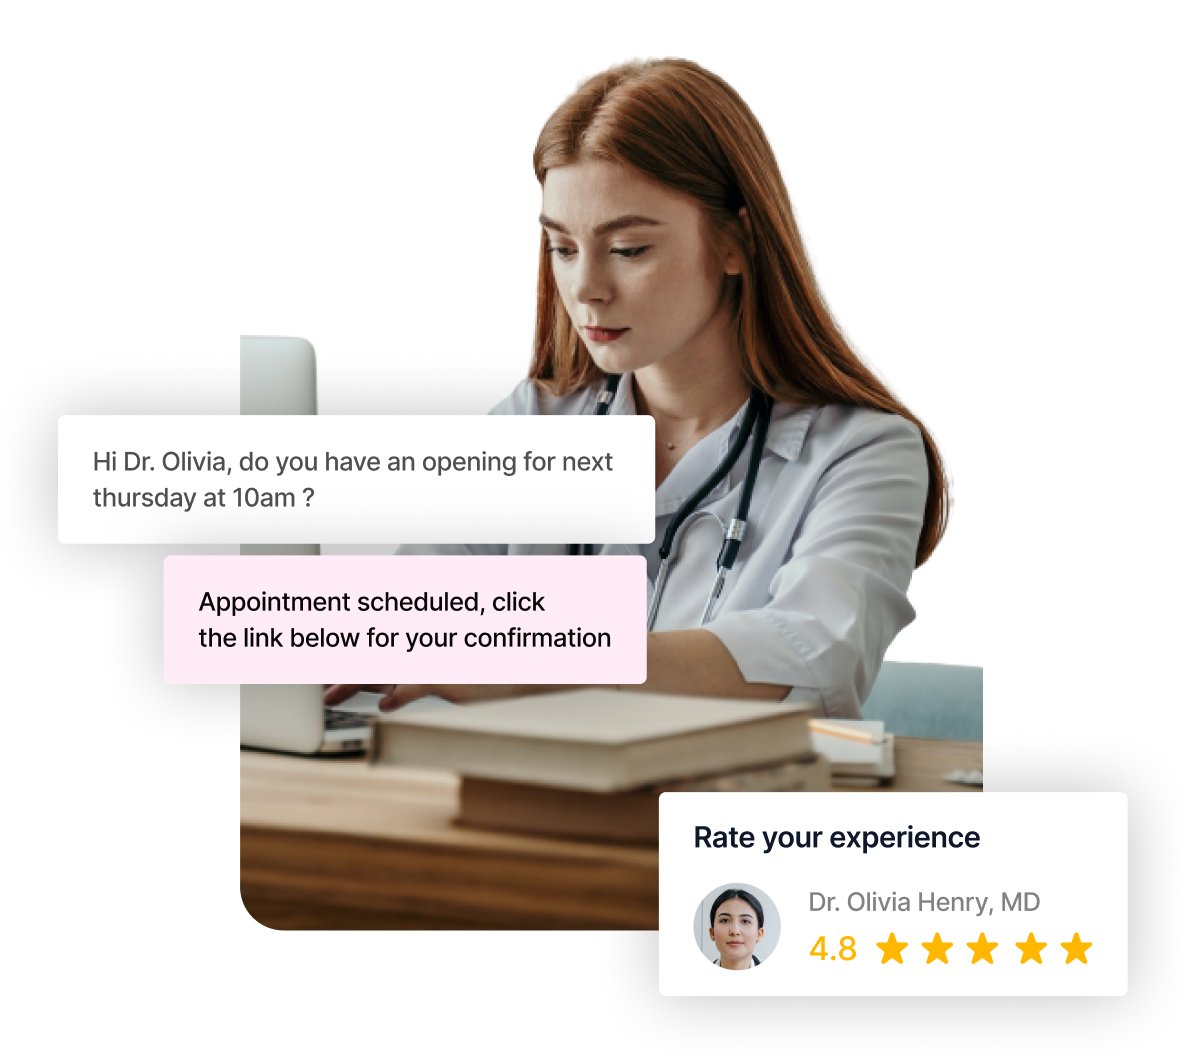 Hi Dr. Olivia, do you have an opening for next
thursday at 10am ?
Appointment scheduled, click
the link below for your confirmation
Rate your experience
Dr. Olivia Henry, MD
4.8